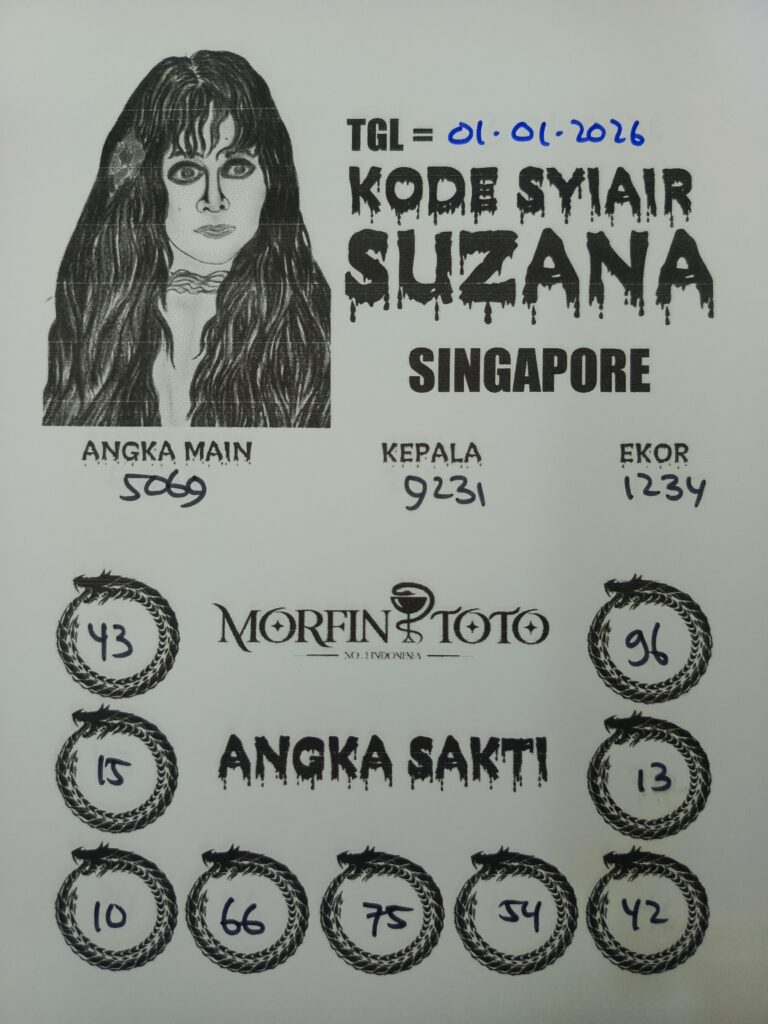 TGL = 01.01.2026
KODE SYIAIR
SUZANA
SINGAPORE
ANGKA MAIN KEPALA EKOR
5069 9231 1234
43 MORFIN TOTO 96
NO.1 INDONESIA
15 ANGKA SAKTI 13
10 66 75 54 42